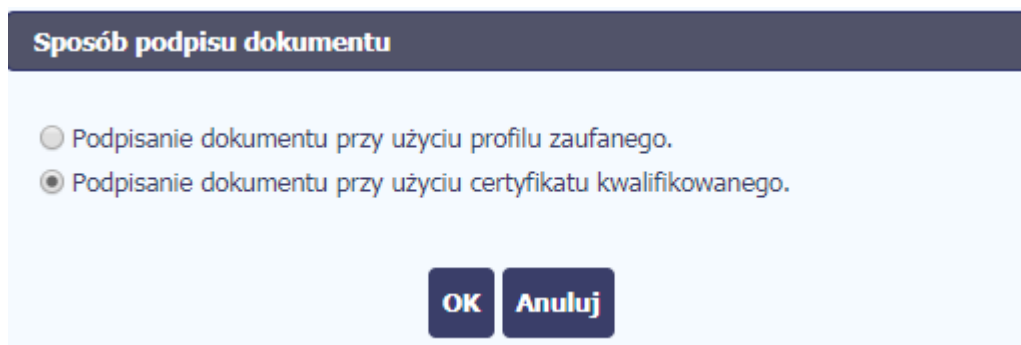 Sposób podpisu dokumentu
Podpisanie dokumentu przy użyciu profilu zaufanego.
Podpisanie dokumentu przy użyciu certyfikatu kwalifikowanego.
OK Anuluj